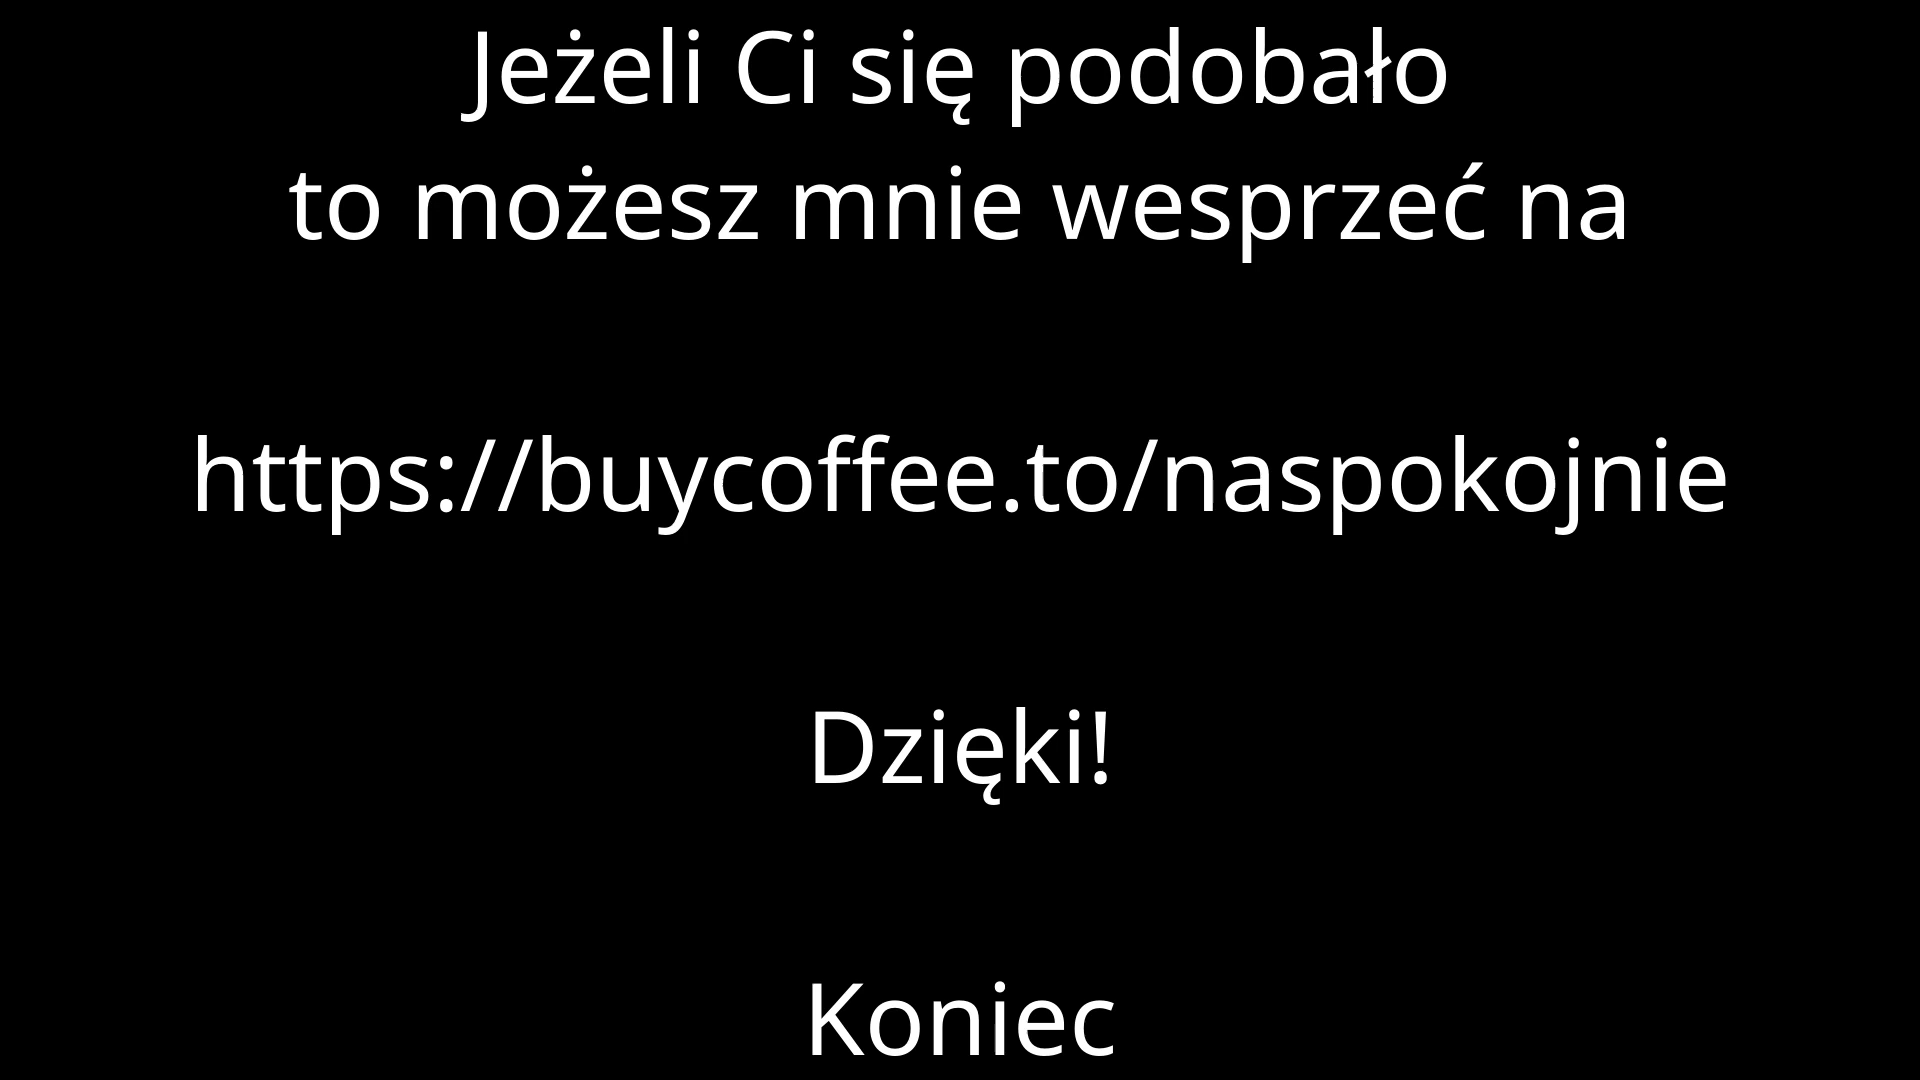 Jeżeli Ci się podobało
to możesz mnie wesprzeć na
https://buycoffee.to/naspokojnie
Dzięki!
Koniec